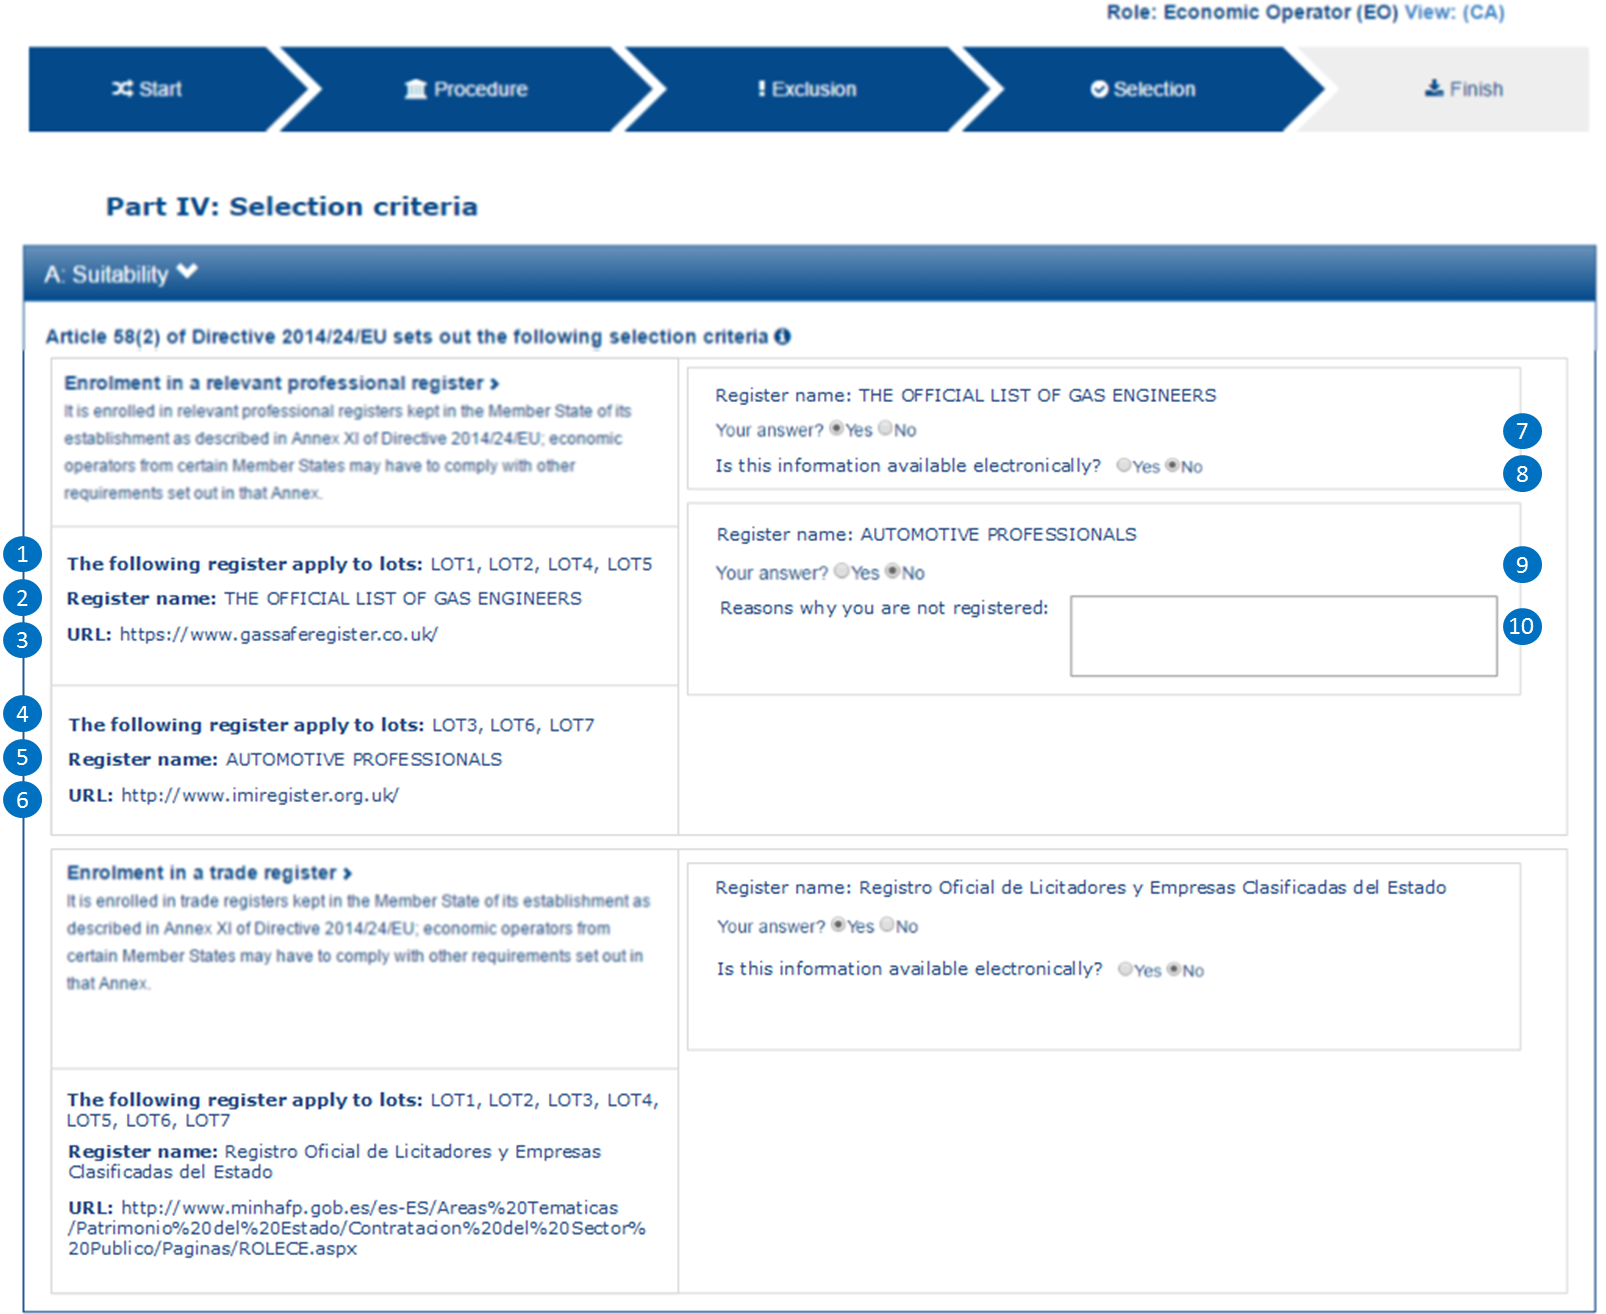 Role: Economic Operator (EO) View: (CA)
Start
Procedure
Exclusion
Selection
Finish
Part IV: Selection criteria
A: Suitability
Article 58(2) of Directive 2014/24/EU sets out the following selection criteria
Enrolment in a relevant professional register
It is enrolled in relevant professional registers kept in the Member State of its
establishment as described in Annex XI of Directive 2014/24/EU; economic
operators from certain Member States may have to comply with other
requirements set out in that Annex.
1
The following register apply to lots: LOT1, LOT2, LOT4, LOT5
2
Register name: THE OFFICIAL LIST OF GAS ENGINEERS
3
URL: https://www.gassaferegister.co.uk/
4
The following register apply to lots: LOT3, LOT6, LOT7
5
Register name: AUTOMOTIVE PROFESSIONALS
6
URL: http://www.imiregister.org.uk/
Register name: THE OFFICIAL LIST OF GAS ENGINEERS
Your answer? Yes No
7
Is this information available electronically? Yes No
8
Register name: AUTOMOTIVE PROFESSIONALS
Your answer? Yes No
9
Reasons why you are not registered:
10
Enrolment in a trade register
It is enrolled in trade registers kept in the Member State of its establishment as
described in Annex XI of Directive 2014/24/EU; economic operators from
certain Member States may have to comply with other requirements set out in
that Annex.
The following register apply to lots: LOT1, LOT2, LOT3, LOT4,
LOT5, LOT6, LOT7
Register name: Registro Oficial de Licitadores y Empresas
Clasificadas del Estado
URL: http://www.minhafp.gob.es/es-ES/Areas%20Tematicas
/Patrimonio%20del%20Estado/Contratacion%20del%20Sector%
20Publico/Paginas/ROLECE.aspx
Register name: Registro Oficial de Licitadores y Empresas Clasificadas del Estado
Your answer? Yes No
Is this information available electronically? Yes No